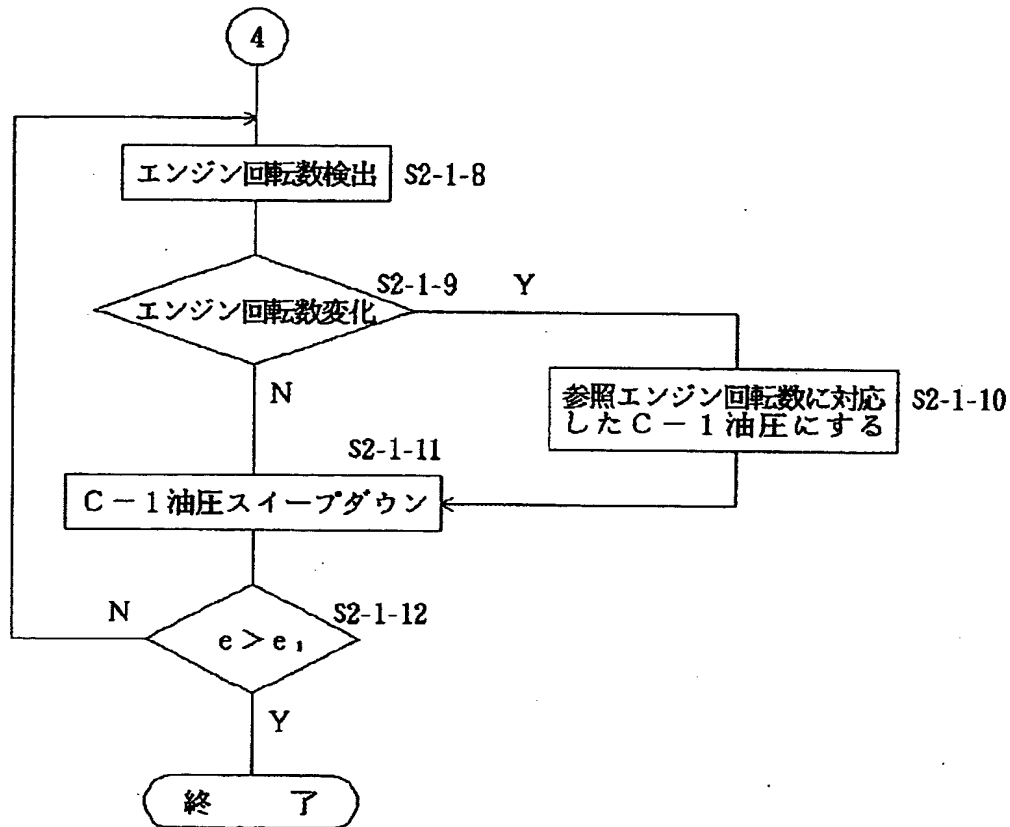 4
エンジン回転数検出 S2-1-8
S2-1-9 Y
エンジン回転数変化
N
参照エンジン回転数に対応
したC-1油圧にする
S2-1-10
S2-1-11
C-1油圧スイープダウン
N
S2-1-12
e>e₁
Y
終 了